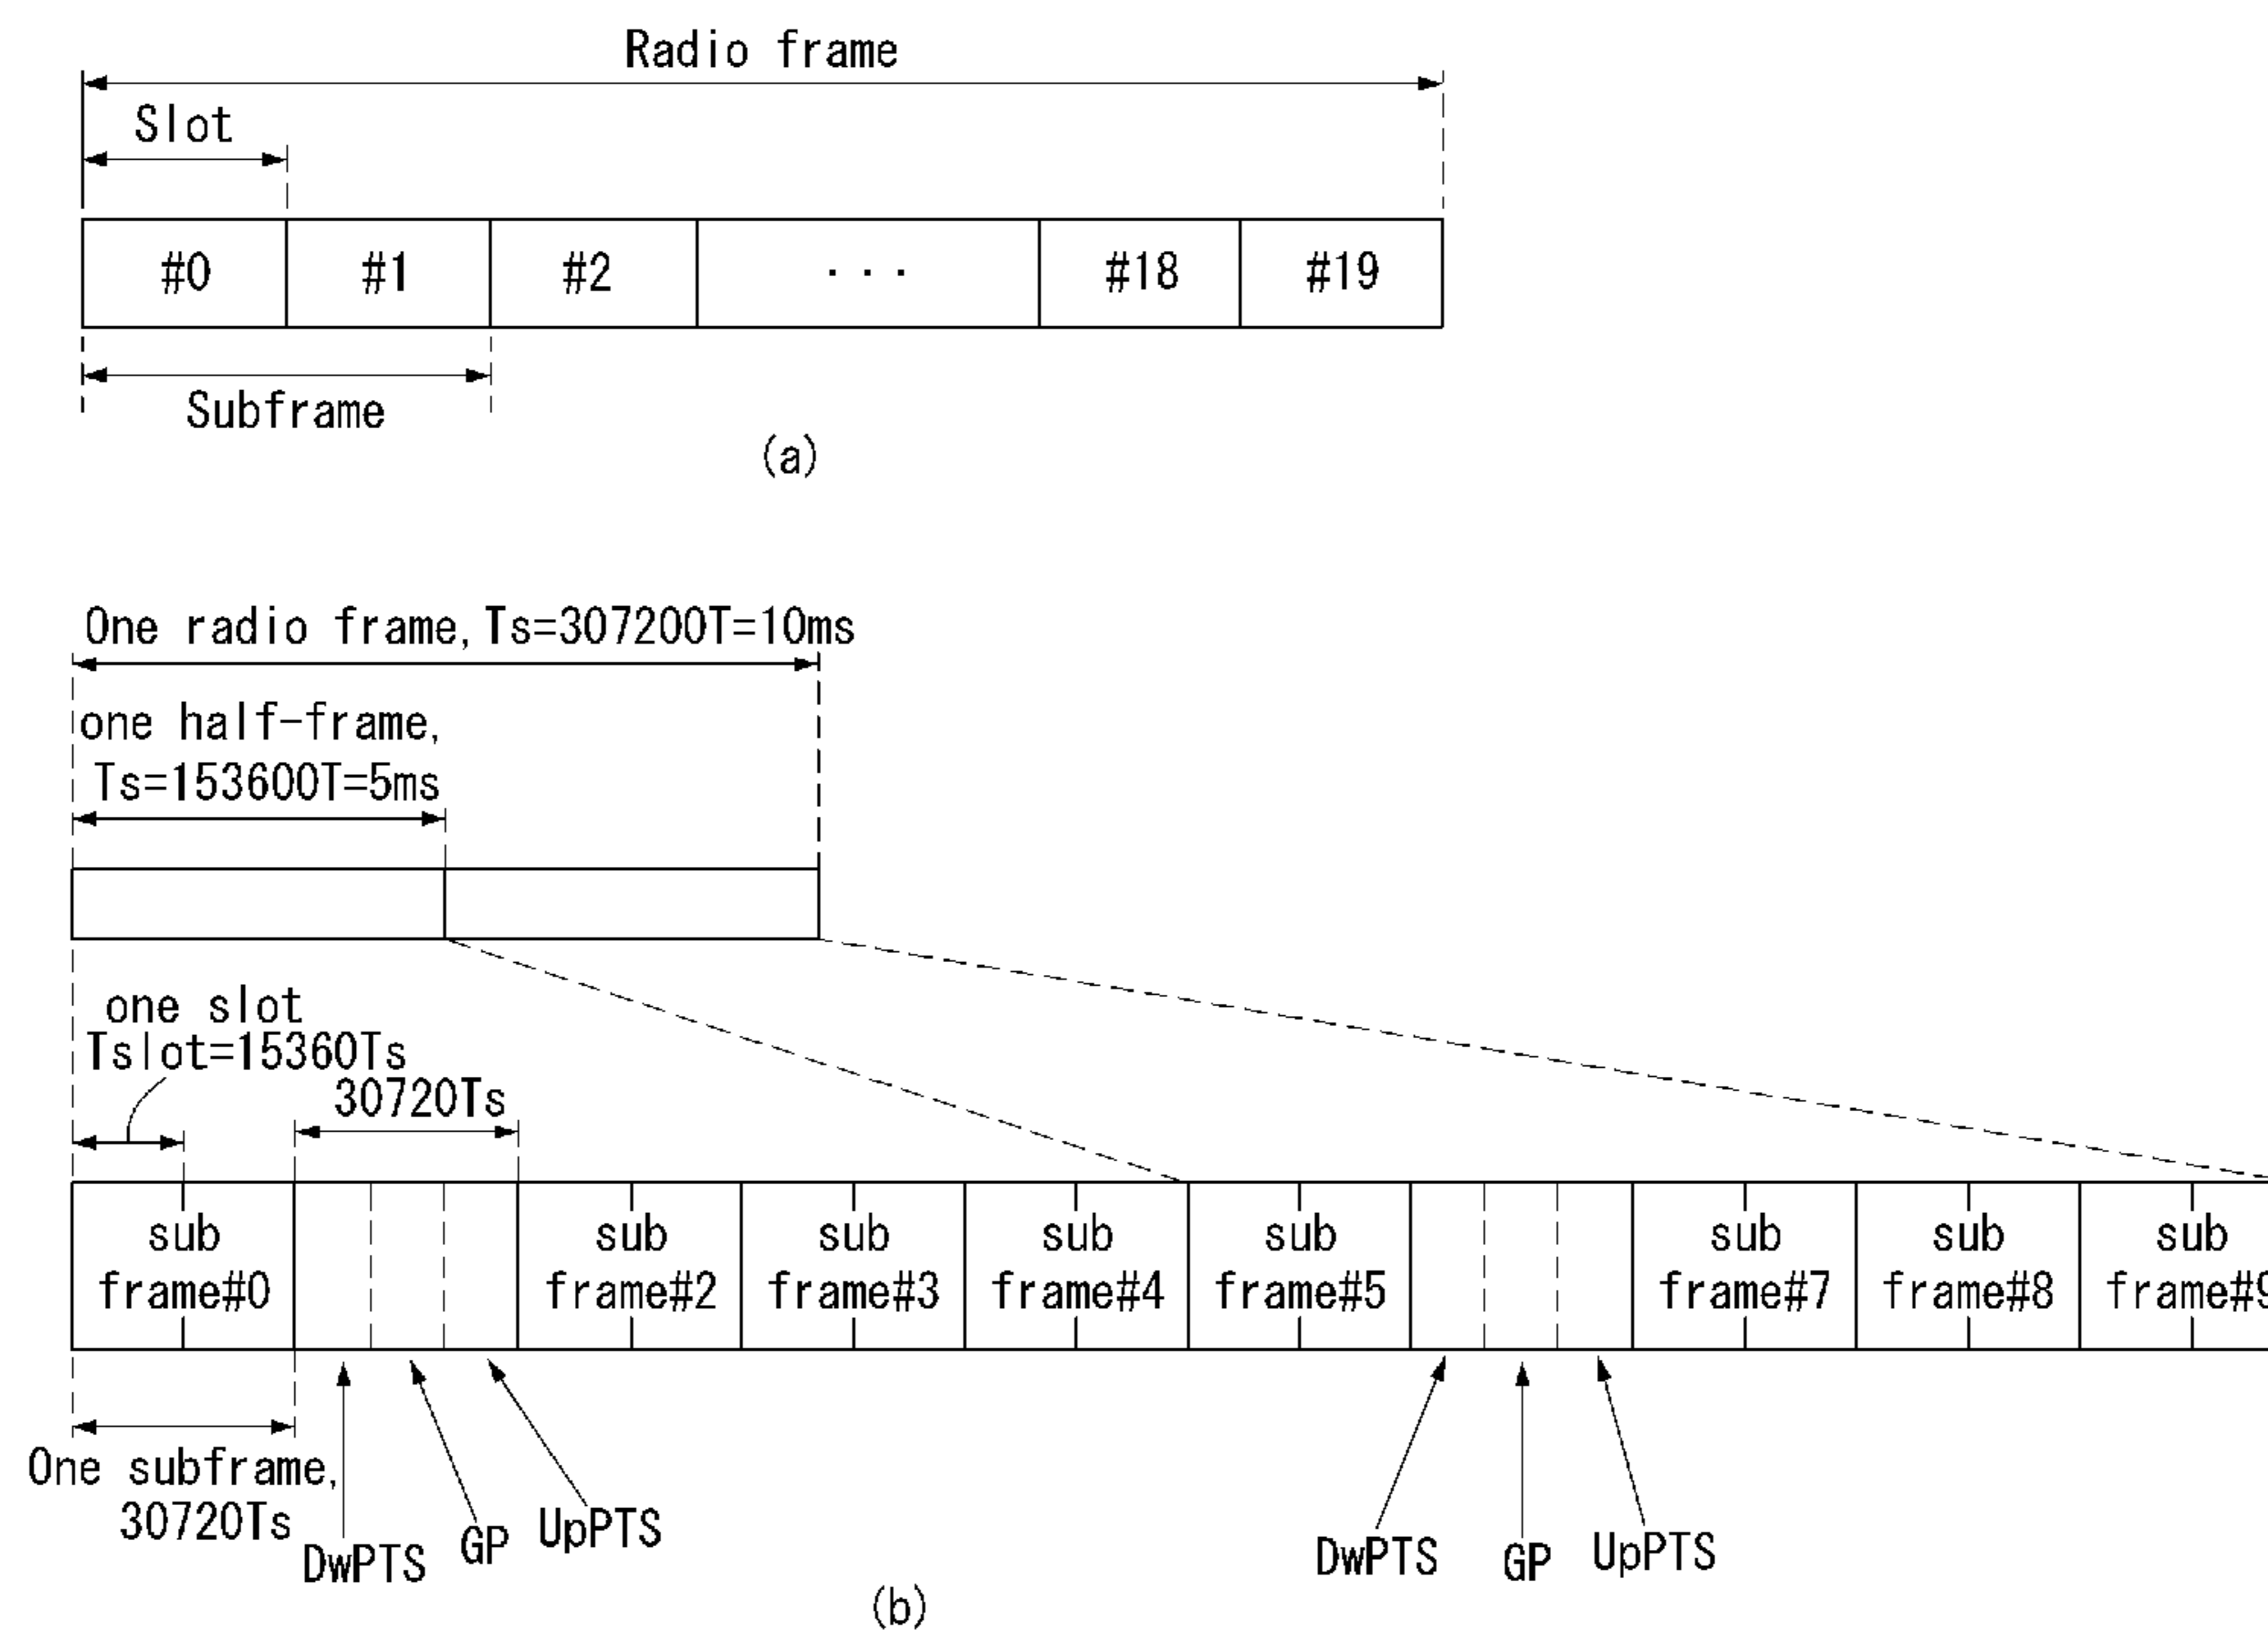 Radio frame
Slot
#0 #1 #2 ... #18 #19
Subframe
(a)
One radio frame, Ts=307200T=10ms
one half-frame,
Ts=153600T=5ms
one slot
Tslot=15360Ts
30720Ts
sub sub sub sub sub sub sub sub
frame#0 frame#2 frame#3 frame#4 frame#5 frame#7 frame#8 frame#9
One subframe,
30720Ts
DwPTS GP UpPTS DwPTS GP UpPTS
(b)